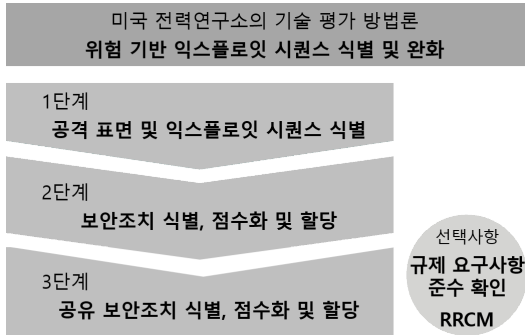 미국 전력연구소의 기술 평가 방법론
위험 기반 익스플로잇 시퀀스 식별 및 완화
1단계
공격 표면 및 익스플로잇 시퀀스 식별
2단계
보안조치 식별, 점수화 및 할당
3단계
공유 보안조치 식별, 점수화 및 할당
선택사항
규제 요구사항
준수 확인
RRCM